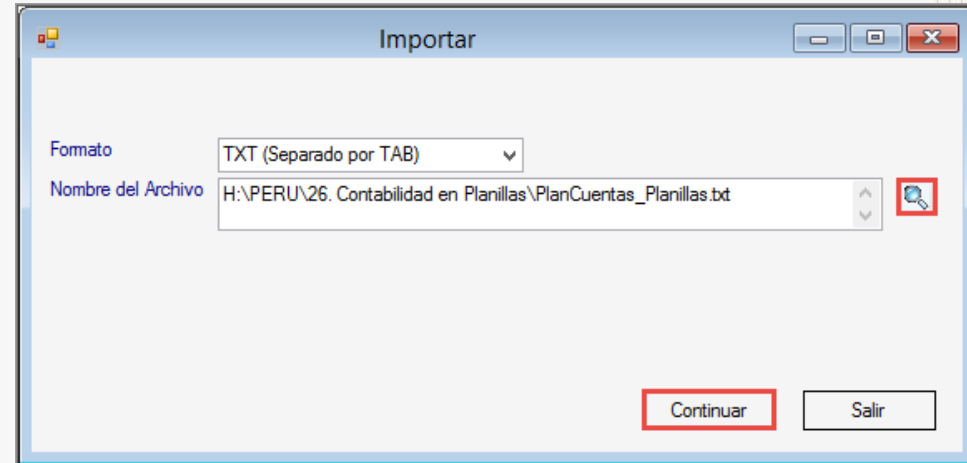 Importar
Formato
TXT (Separado por TAB)
Nombre del Archivo
H:\PERU\26. Contabilidad en Planillas\PlanCuentas_Planillas.txt
Continuar
Salir